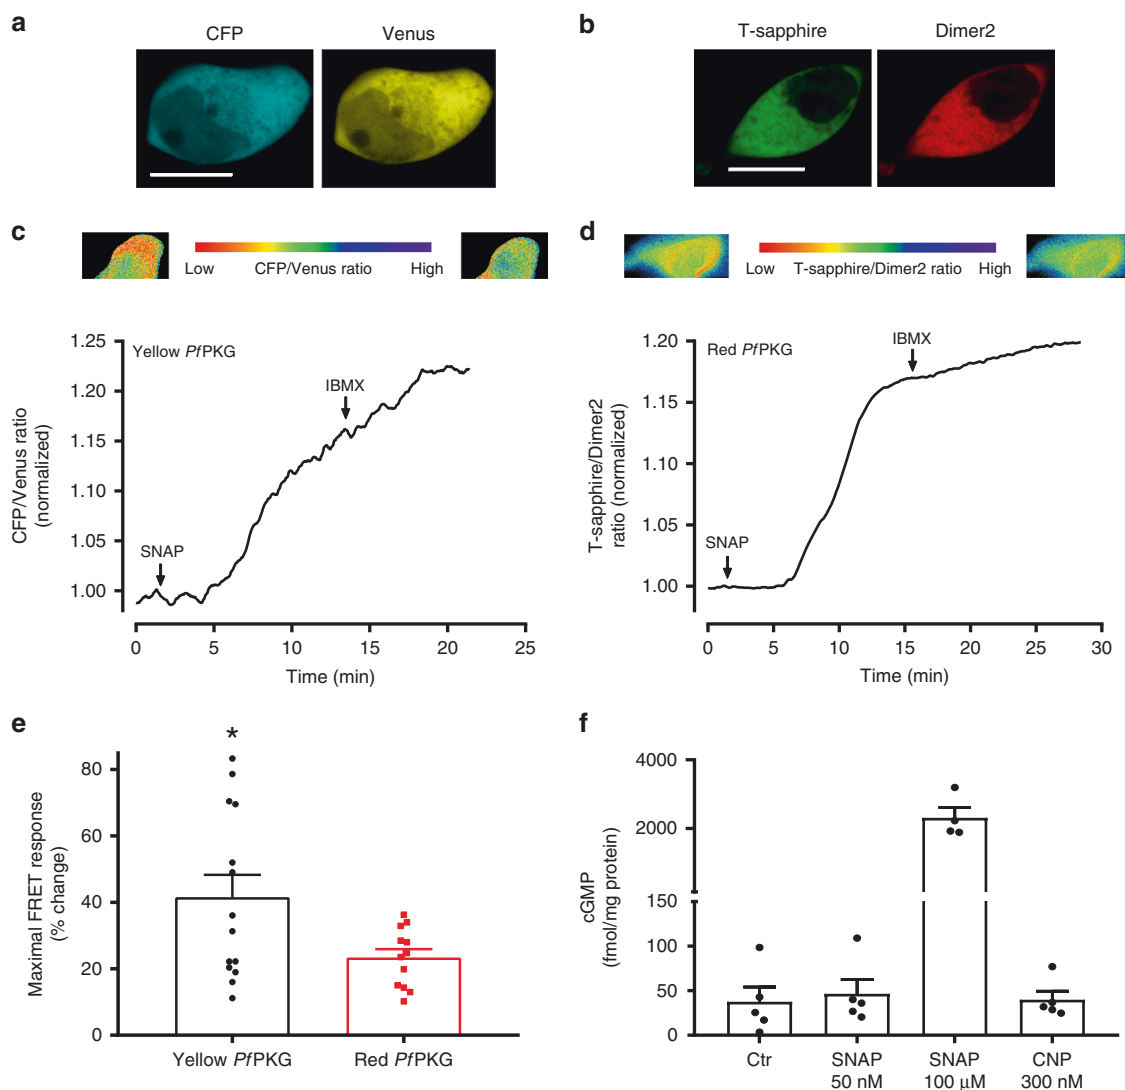 a
CFP Venus
b
T-sapphire Dimer2
c
Low CFP/Venus ratio High
d
Low T-sapphire/Dimer2 ratio High
CFP/Venus ratio
(normalized)
1.25
1.20
1.15
1.10
1.05
1.00
Yellow PfPKG
SNAP
IBMX
0 5 10 15 20 25
Time (min)
T-sapphire/Dimer2
ratio (normalized)
1.20
1.15
1.10
1.05
1.00
Red PfPKG
SNAP
IBMX
0 5 10 15 20 25 30
Time (min)
e
Maximal FRET response
(% change)
80
60
40
20
0
*
Yellow PfPKG Red PfPKG
f
cGMP
(fmol/mg protein)
4000
2000
150
100
50
0
Ctr SNAP SNAP CNP
50 nM 100 µM 300 nM